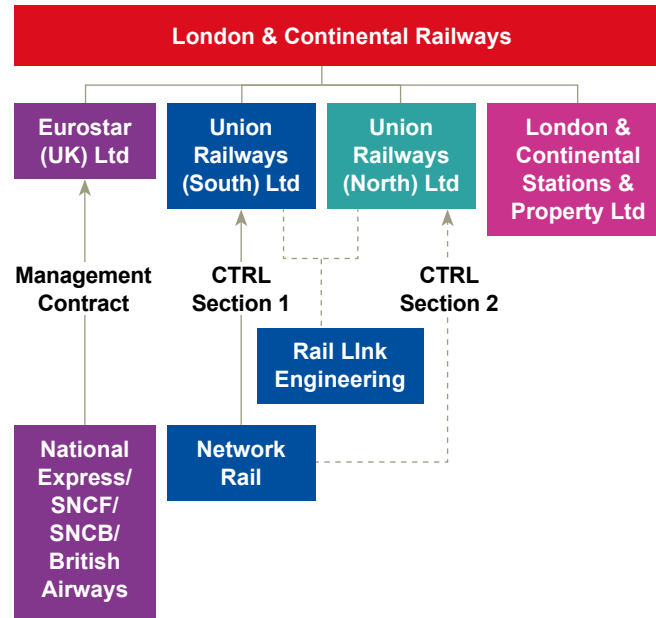 London & Continental Railways
Eurostar
(UK) Ltd
Union
Railways
(South) Ltd
Union
Railways
(North) Ltd
London &
Continental
Stations &
Property Ltd
Management
Contract
CTRL
Section 1
CTRL
Section 2
Rail LInk
Engineering
National
Express/
SNCF/
SNCB/
British
Airways
Network
Rail